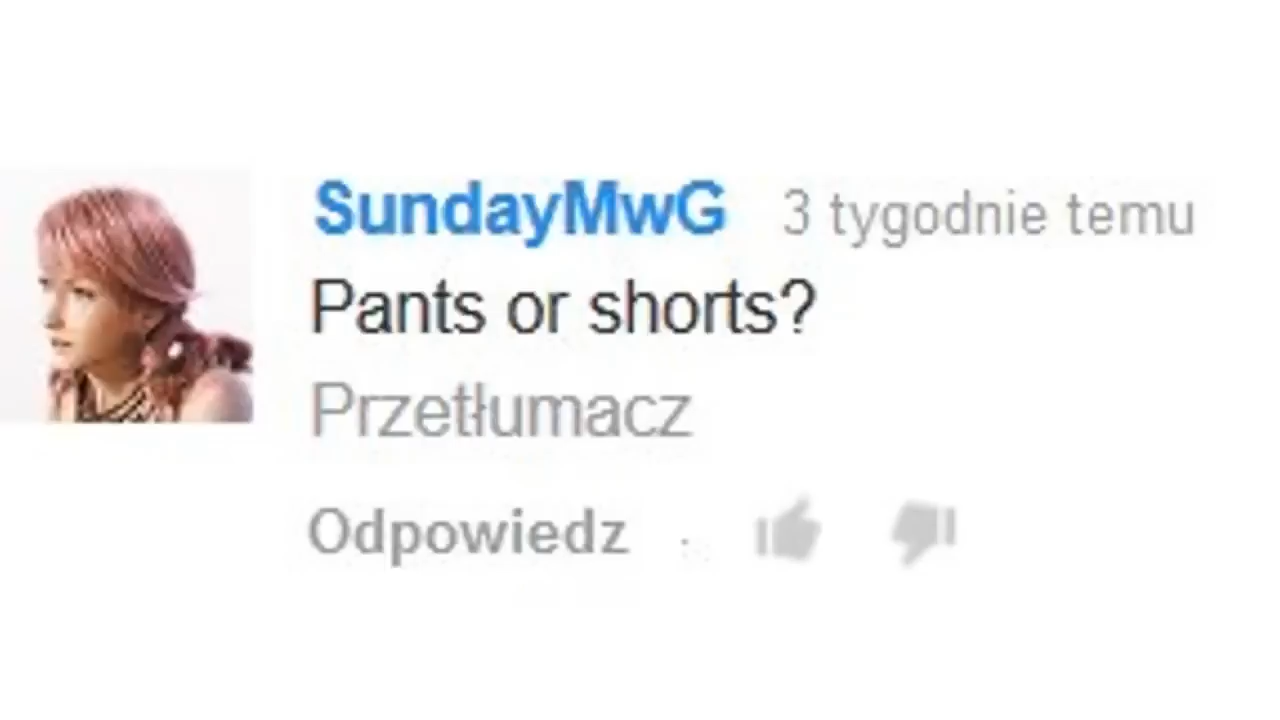 SundayMwG 3 tygodnie temu
Pants or shorts?
Przetłumacz
Odpowiedz